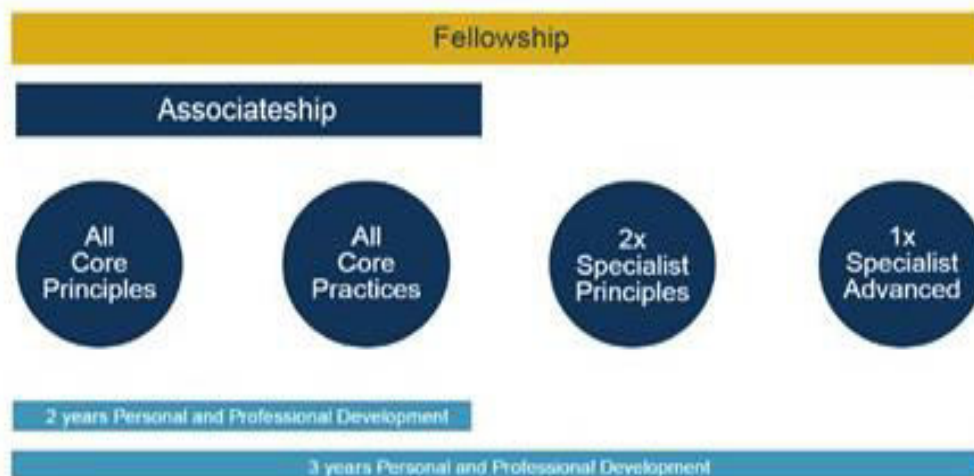 Fellowship
Associateship
All
Core
Principles
All
Core
Practices
2x
Specialist
Principles
1x
Specialist
Advanced
2 years Personal and Professional Development
3 years Personal and Professional Development